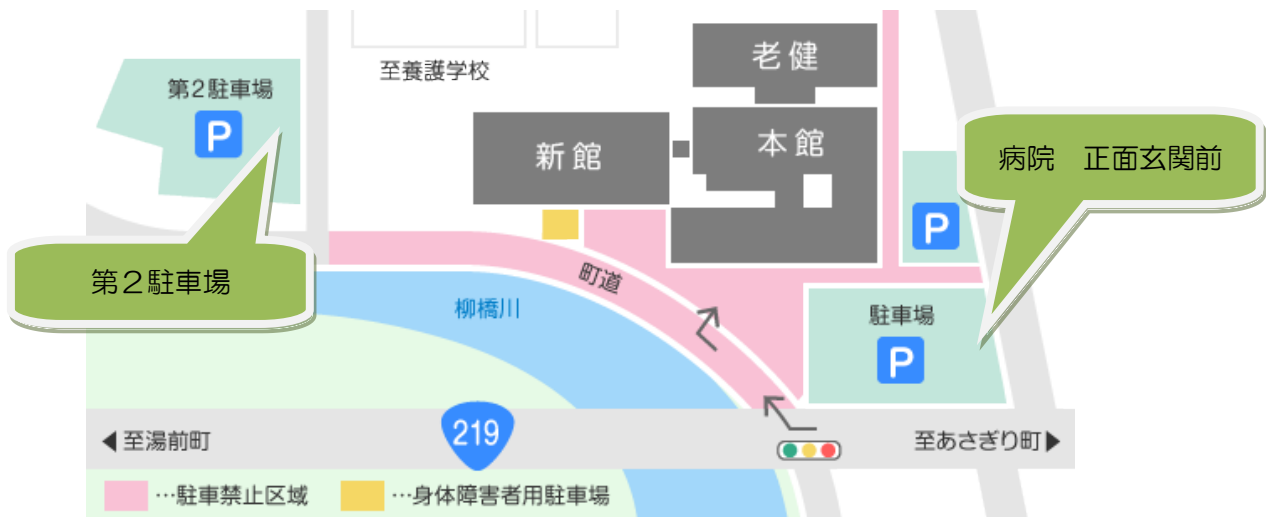 老健
至養護学校
第2駐車場
P
新館
本館
病院　正面玄関前
P
第２駐車場
町道
柳橋川
駐車場
P
219
◀至湯前町
至あさぎり町▶
…駐車禁止区域
…身体障害者用駐車場